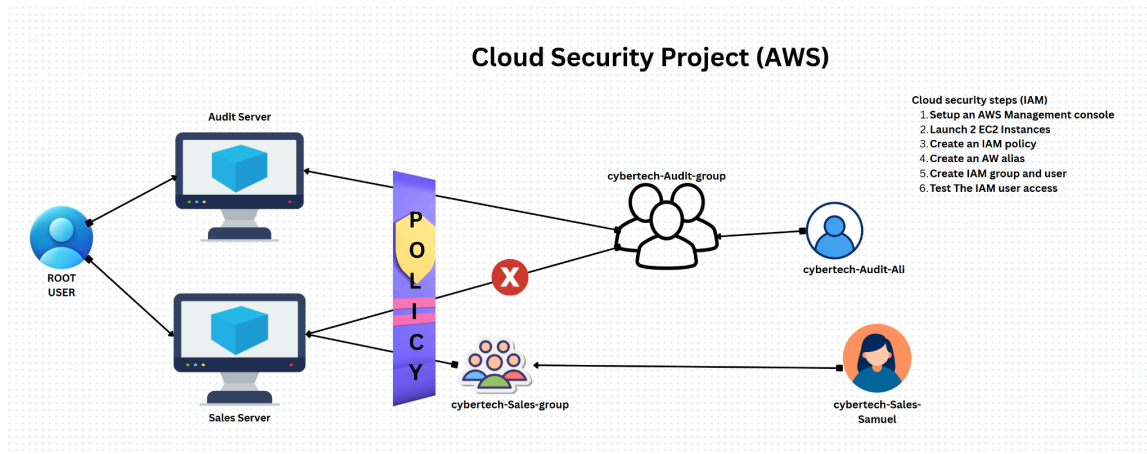 Cloud Security Project (AWS)
Cloud security steps (IAM)
1. Setup an AWS Management console
2. Launch 2 EC2 Instances
3. Create an IAM policy
4. Create an AW alias
5. Create IAM group and user
6. Test The IAM user access
Audit Server
ROOT
USER
Sales Server
P
O
L
I
C
Y
X
cybertech-Audit-group
cybertech-Audit-Ali
cybertech-Sales-group
cybertech-Sales-
Samuel